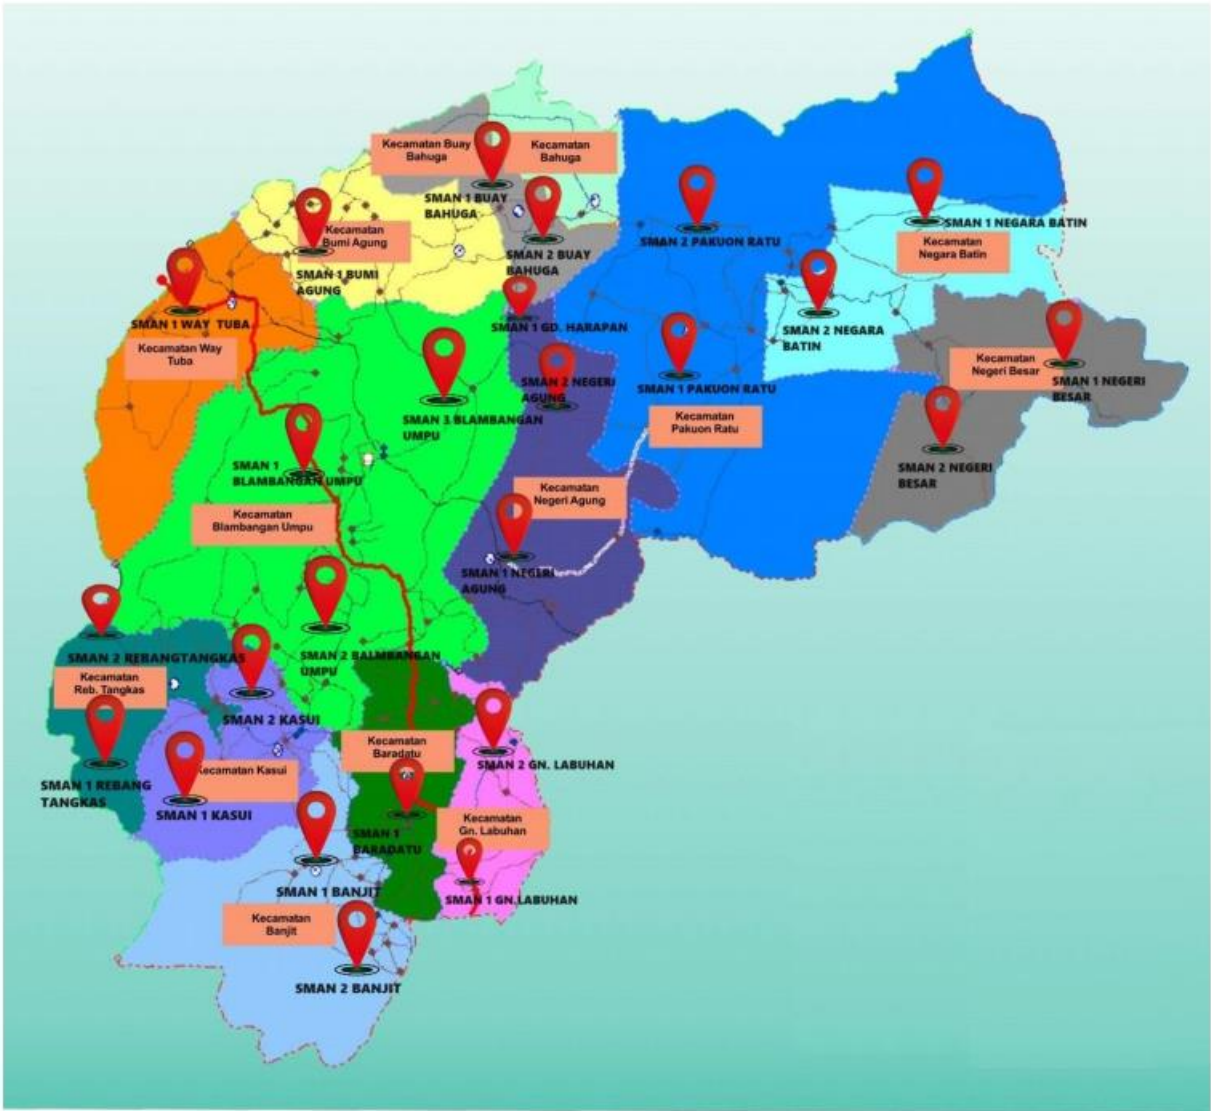 Kecamatan Buay
Bahuga
Kecamatan
Bahuga
SMAN 1 BUAY
BAHUGA
SMAN 2 BUAY
BAHUGA
Kecamatan
Bumi Agung
SMAN 1 BUMI
AGUNG
SMAN 2 PAKUON RATU
SMAN 1 NEGARA BATIN
Kecamatan
Negara Batin
SMAN 1 WAY TUBA
Kecamatan Way
Tuba
SMAN 1 GD. HARAPAN
SMAN 2 NEGARA
BATIN
SMAN 2 NEGERI
AGUNG
SMAN 1 PAKUON RATU
Kecamatan
Negeri Besar
SMAN 1 NEGERI
BESAR
SMAN 3 BLAMBANGAN
UMPU
Kecamatan
Pakuon Ratu
SMAN 1
BLAMBANGAN UMPU
SMAN 2 NEGERI
BESAR
Kecamatan
Negeri Agung
Kecamatan
Blambangan Umpu
SMAN 1 NEGERI
AGUNG
SMAN 2 REBANGTANGKAS
SMAN 2 BALMBANGAN
UMPU
Kecamatan
Reb. Tangkas
SMAN 2 KASUI
Kecamatan
Baradatu
SMAN 2 GN. LABUHAN
Kecamatan Kasui
SMAN 1 REBANG
TANGKAS
SMAN 1 KASUI
Kecamatan
Gn. Labuhan
SMAN 1
BARADATU
SMAN 1 BANJIT
SMAN 1 GN.LABUHAN
Kecamatan
Banjit
SMAN 2 BANJIT